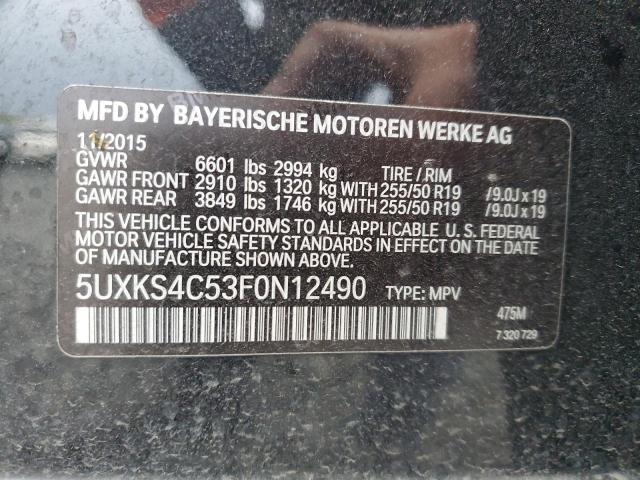 MFD BY BAYERISCHE MOTOREN WERKE AG
11/2015
GVWR 6601 lbs 2994 kg TIRE / RIM
GAWR FRONT 2910 lbs 1320 kg WITH 255/50 R19 /9.0J x 19
GAWR REAR 3849 lbs 1746 kg WITH 255/50 R19 /9.0J x 19
THIS VEHICLE CONFORMS TO ALL APPLICABLE U. S. FEDERAL
MOTOR VEHICLE SAFETY STANDARDS IN EFFECT ON THE DATE
OF MANUFACTURE SHOWN ABOVE.
5UXKS4C53F0N12490 TYPE: MPV
475M
7 320 729